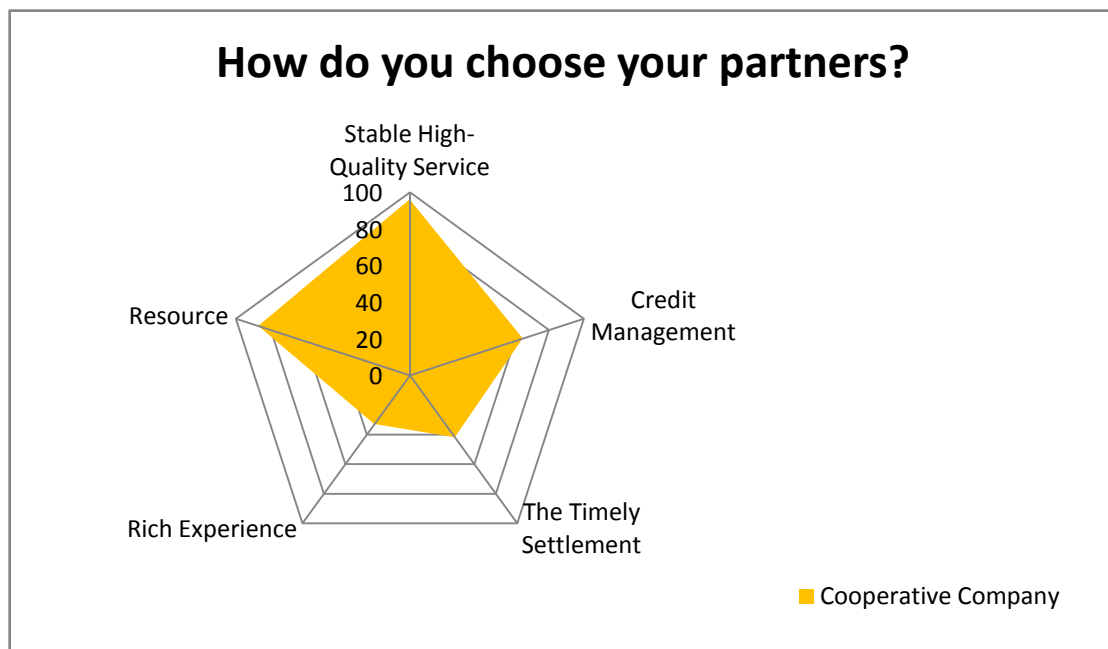 How do you choose your partners?
Stable High-
Quality Service
100
80
60
40
20
0
Credit
Management
The Timely
Settlement
Rich Experience
Resource
Cooperative Company